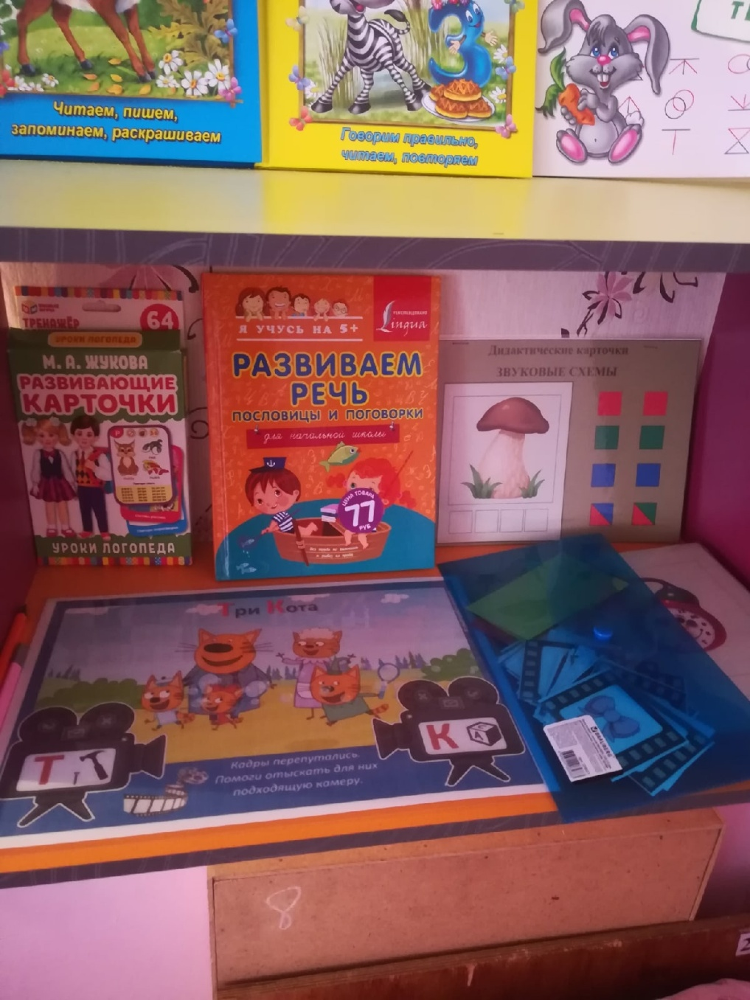 Читаем, пишем,
запоминаем, раскрашиваем
3
Говорим правильно,
читаем, повторяем
ТРЕНАЖЁР
64
УРОКИ ЛОГОПЕДА
М. А. ЖУКОВА
РАЗВИВАЮЩИЕ
КАРТОЧКИ
УРОКИ ЛОГОПЕДА
Я УЧУСЬ НА 5+
Lingua
РАЗВИВАЕМ
РЕЧЬ
ПОСЛОВИЦЫ И ПОГОВОРКИ
для начальной школы
ЦЕНА ТОВАРА
77
РУБ
Дидактические карточки
ЗВУКОВЫЕ СХЕМЫ
Три Кота
Т
К
Кадры перепутались.
Помоги отыскать для них
подходящую камеру.
BRAUBERG
8